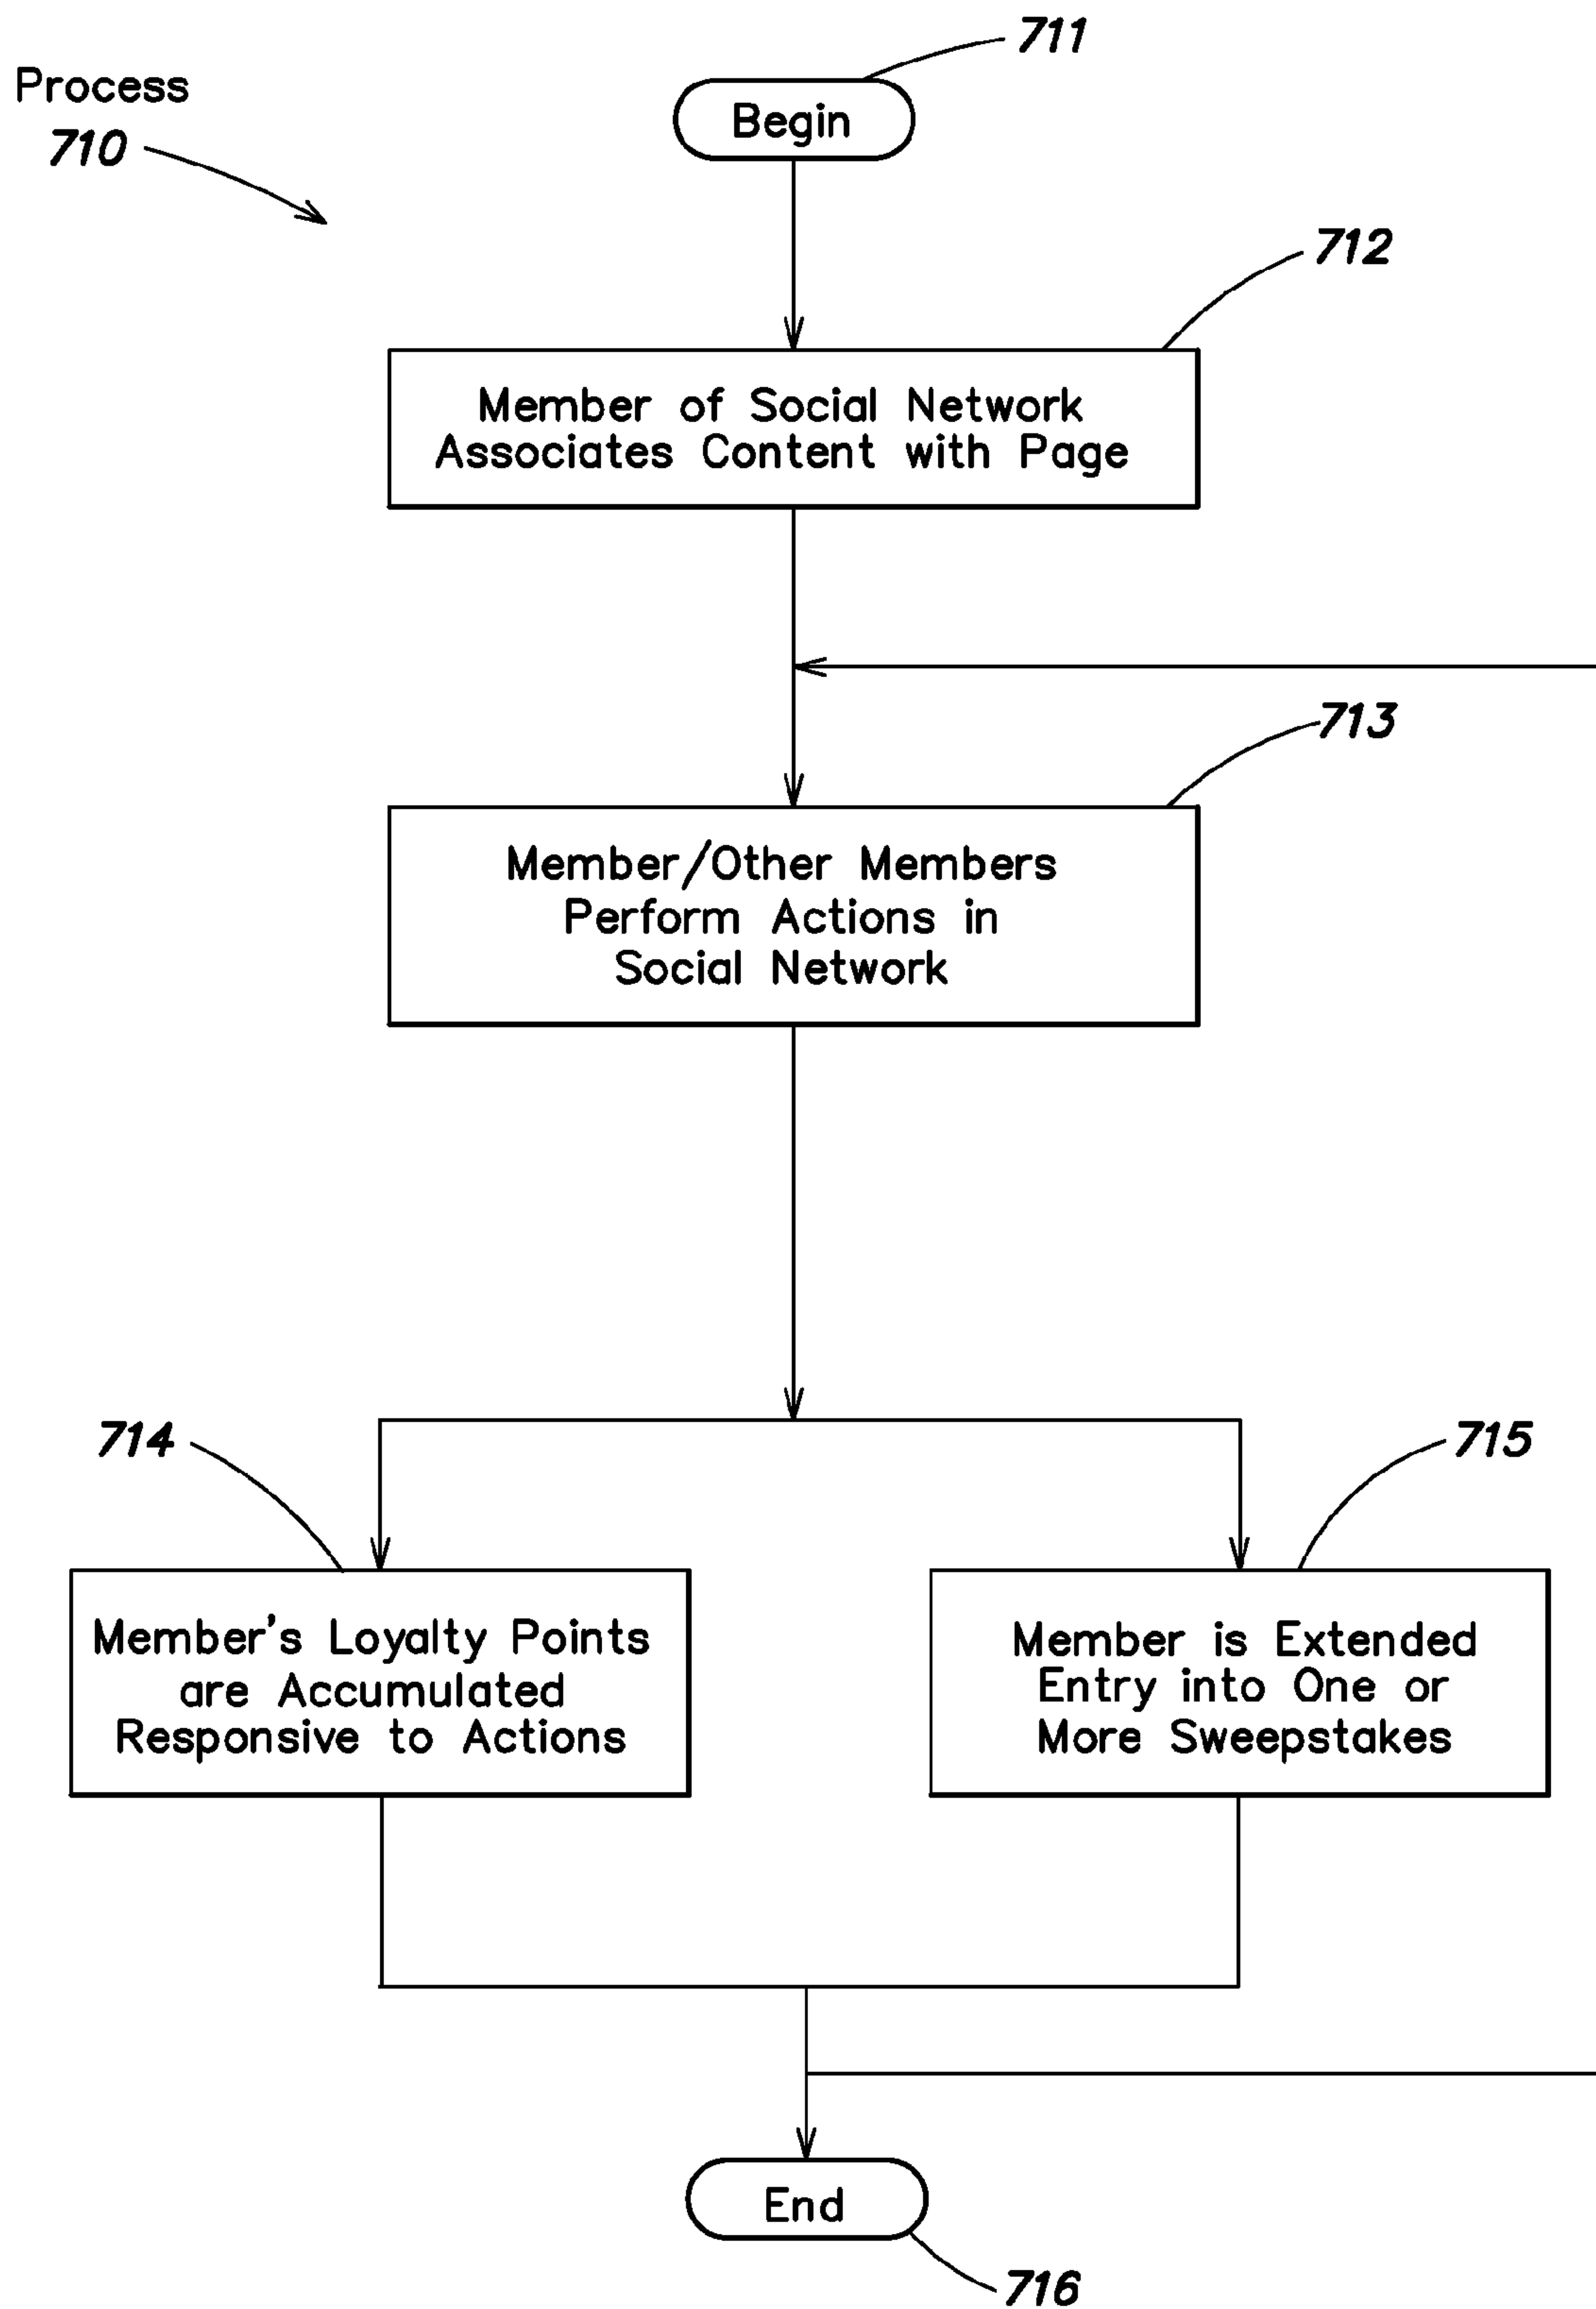 711
Process
710
Begin
712
Member of Social Network
Associates Content with Page
713
Member/Other Members
Perform Actions in
Social Network
714
715
Member's Loyalty Points
are Accumulated
Responsive to Actions
Member is Extended
Entry into One or
More Sweepstakes
End
716